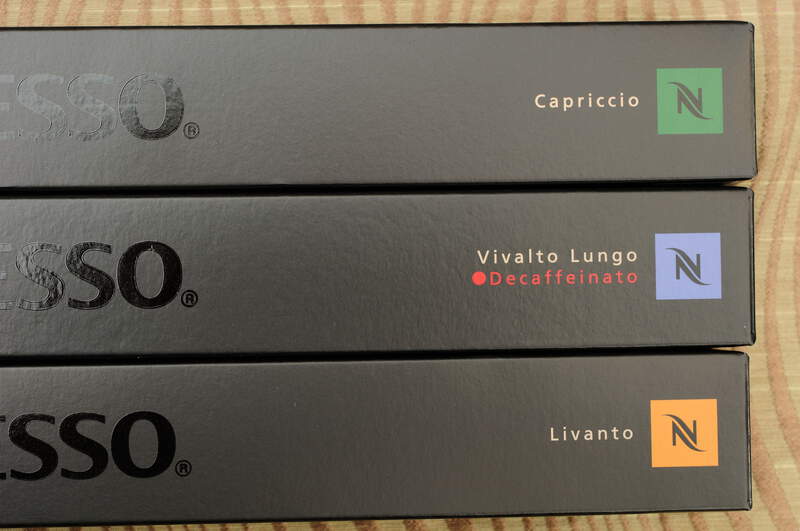 ESSO®
Capriccio
N
ESSO®
Vivalto Lungo
Decaffeinato
N
ESSO®
Livanto
N